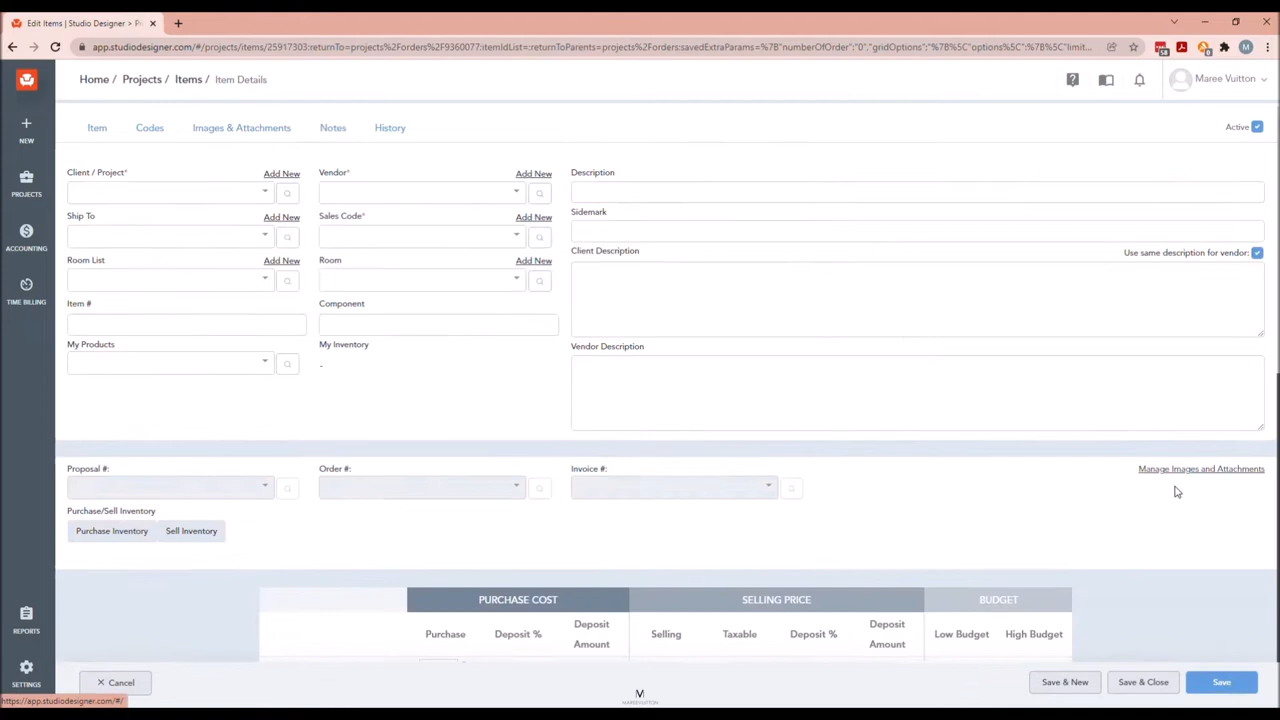 Edit Items | Studio Designer > P
app.studiodesigner.com/#/projects/items/25917303:returnTo=projects%2Forders%2F9360077:itemIdList=:returnToParents=projects%2Forders:savedExtraParams=%7B"numberOfOrder":"0","gridOptions":"%7B%5C"options%5C":%7B%5C"limit...
58
0
M
Home / Projects / Items / Item Details
Maree Vuitton
NEW
PROJECTS
ACCOUNTING
TIME BILLING
REPORTS
SETTINGS
Item Codes Images & Attachments Notes History
Active
Client / Project* Add New Vendor* Add New Description
Ship To Add New Sales Code* Add New Sidemark
Client Description Use same description for vendor:
Room List Add New Room Add New
Item # Component
My Products My Inventory Vendor Description
-
Proposal #: Order #: Invoice #: Manage Images and Attachments
Purchase/Sell Inventory
Purchase Inventory Sell Inventory
PURCHASE COST SELLING PRICE BUDGET
Purchase Deposit % Deposit Amount Selling Taxable Deposit % Deposit Amount Low Budget High Budget
X Cancel Save & New Save & Close Save
https://app.studiodesigner.com/#/
M
MAREEVUITTON